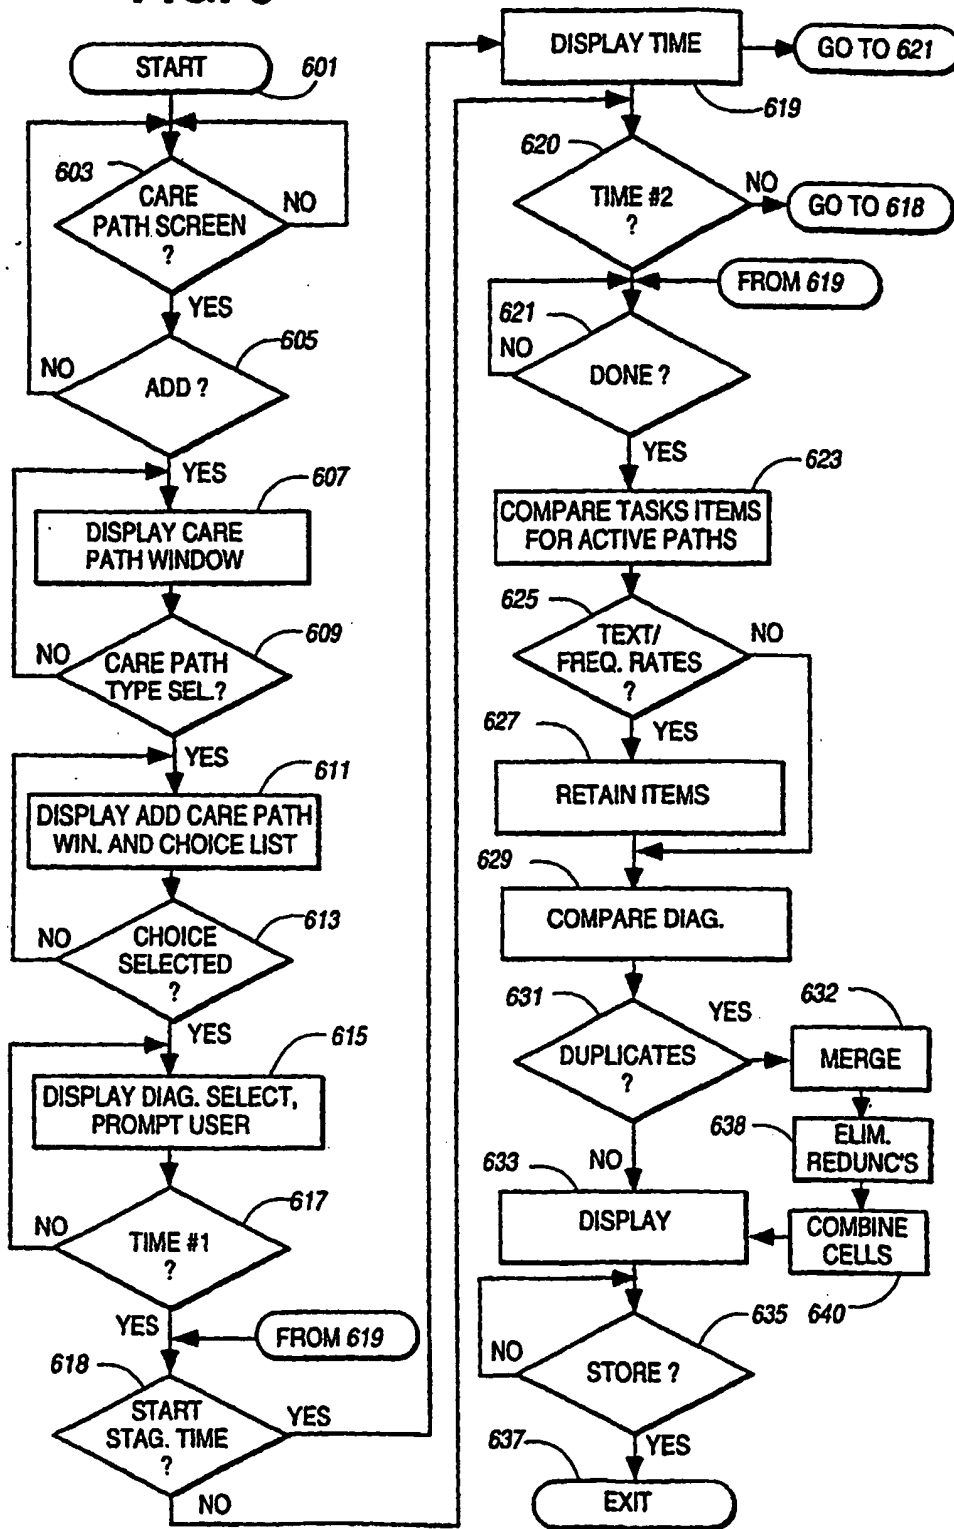 START
601
603
CARE
PATH SCREEN
?
NO
YES
605
NO
ADD ?
YES
607
DISPLAY CARE
PATH WINDOW
609
NO
CARE PATH
TYPE SEL.?
YES
611
DISPLAY ADD CARE PATH
WIN. AND CHOICE LIST
613
NO
CHOICE
SELECTED
?
YES
615
DISPLAY DIAG. SELECT,
PROMPT USER
617
NO
TIME #1
?
YES
FROM 619
618
START
STAG. TIME
?
YES
NO
DISPLAY TIME
GO TO 621
619
620
TIME #2
?
NO
GO TO 618
FROM 619
621
NO
DONE ?
YES
623
COMPARE TASKS ITEMS
FOR ACTIVE PATHS
625
TEXT/
FREQ. RATES
?
NO
627
YES
RETAIN ITEMS
629
COMPARE DIAG.
631
YES
632
DUPLICATES
?
MERGE
638
ELIM.
REDUNC'S
NO
633
DISPLAY
COMBINE
CELLS
635
640
NO
STORE ?
637
YES
EXIT